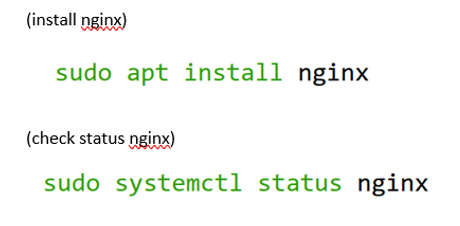 (install nginx)
sudo apt install nginx
(check status nginx)
sudo systemctl status nginx